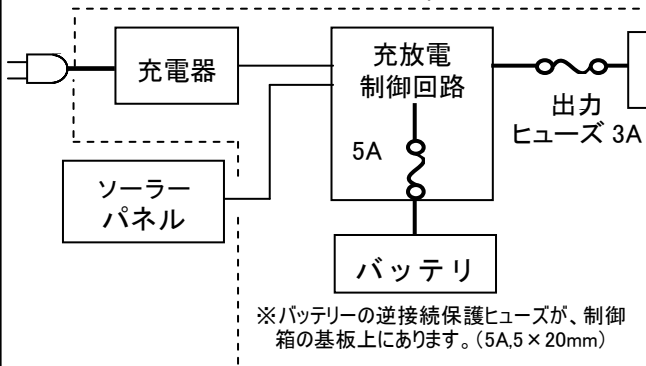 充電器
充放電
制御回路
出力
ヒューズ 3A
5A
ソーラー
パネル
バッテリ
※バッテリーの逆接続保護ヒューズが、制御
箱の基板上にあります。(5A,5×20mm)